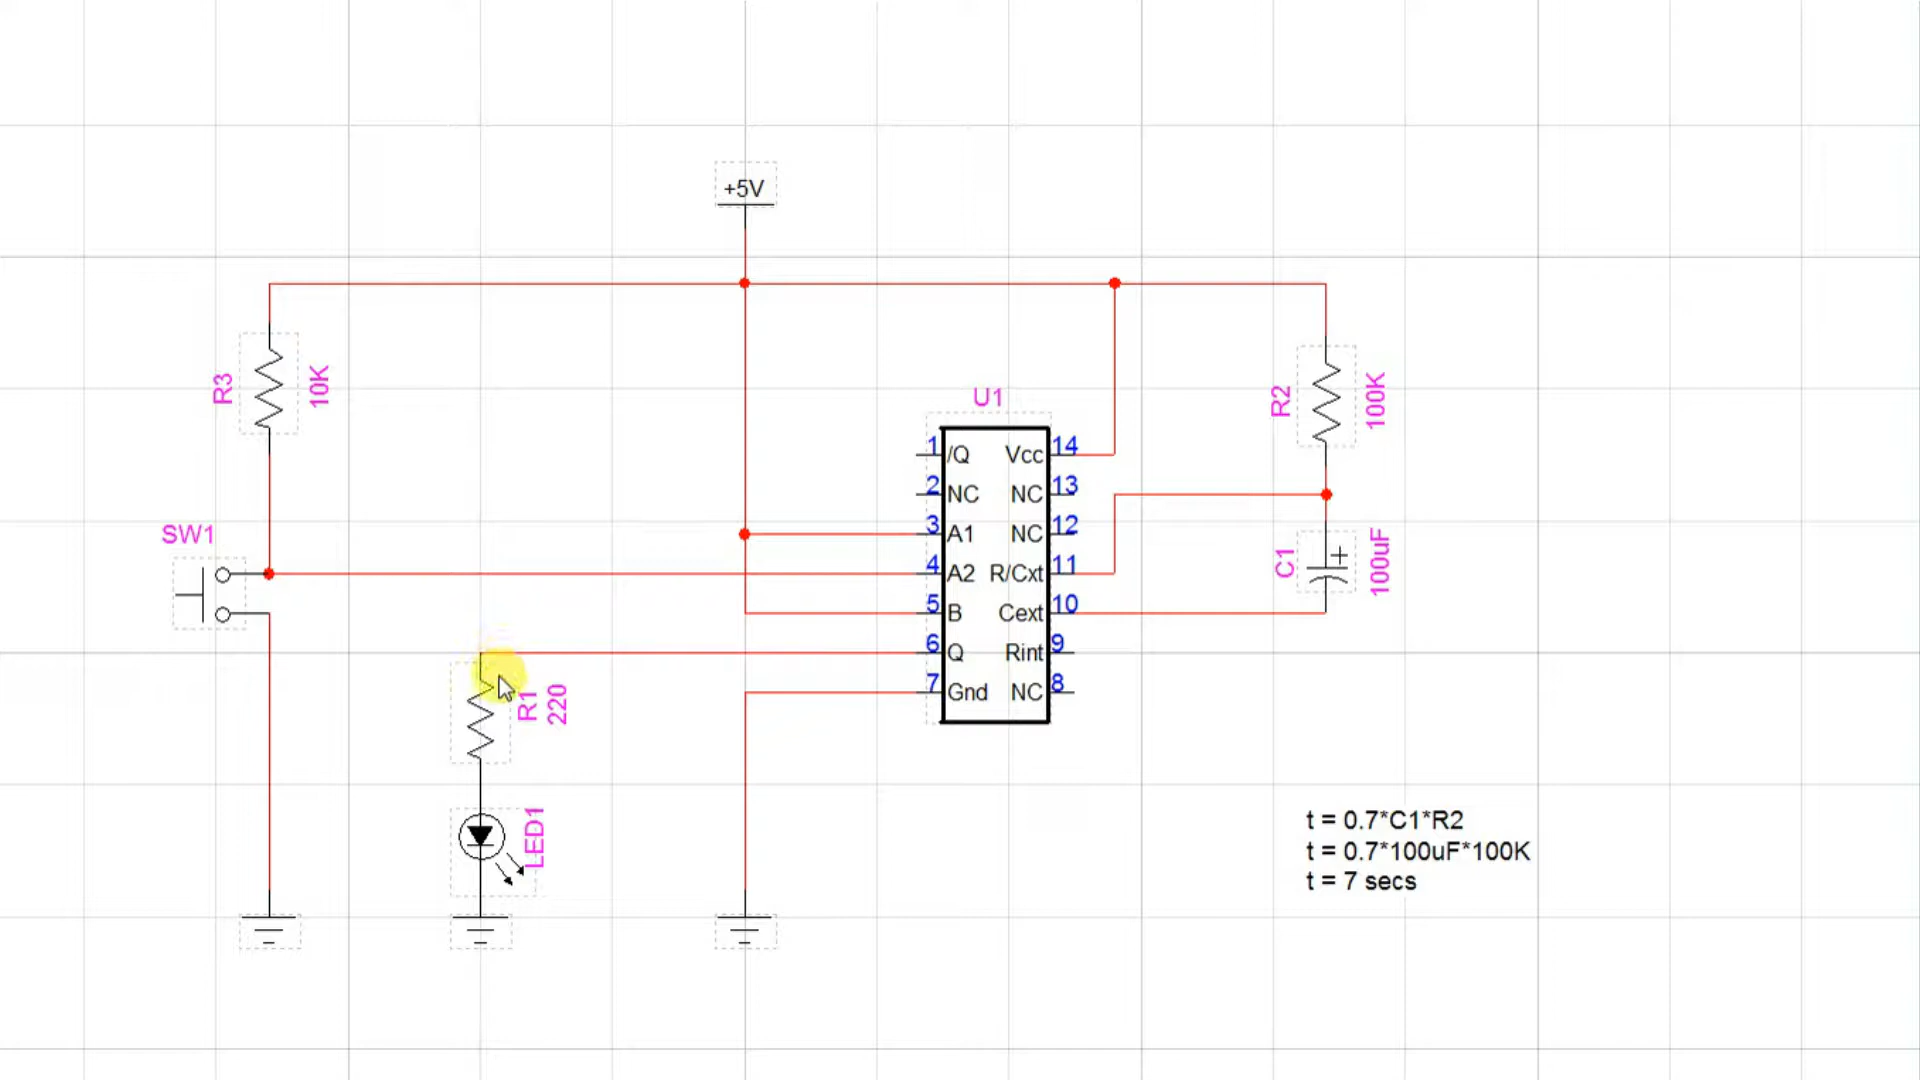 +5V
R3
10K
U1
R2
100K
1
/Q
Vcc
14
2
NC
NC
13
3
A1
NC
12
4
A2
R/Cxt
11
5
B
Cext
10
6
Q
Rint
9
7
Gnd
NC
8
SW1
C1
+
100uF
R1
220
LED1
t = 0.7*C1*R2
t = 0.7*100uF*100K
t = 7 secs